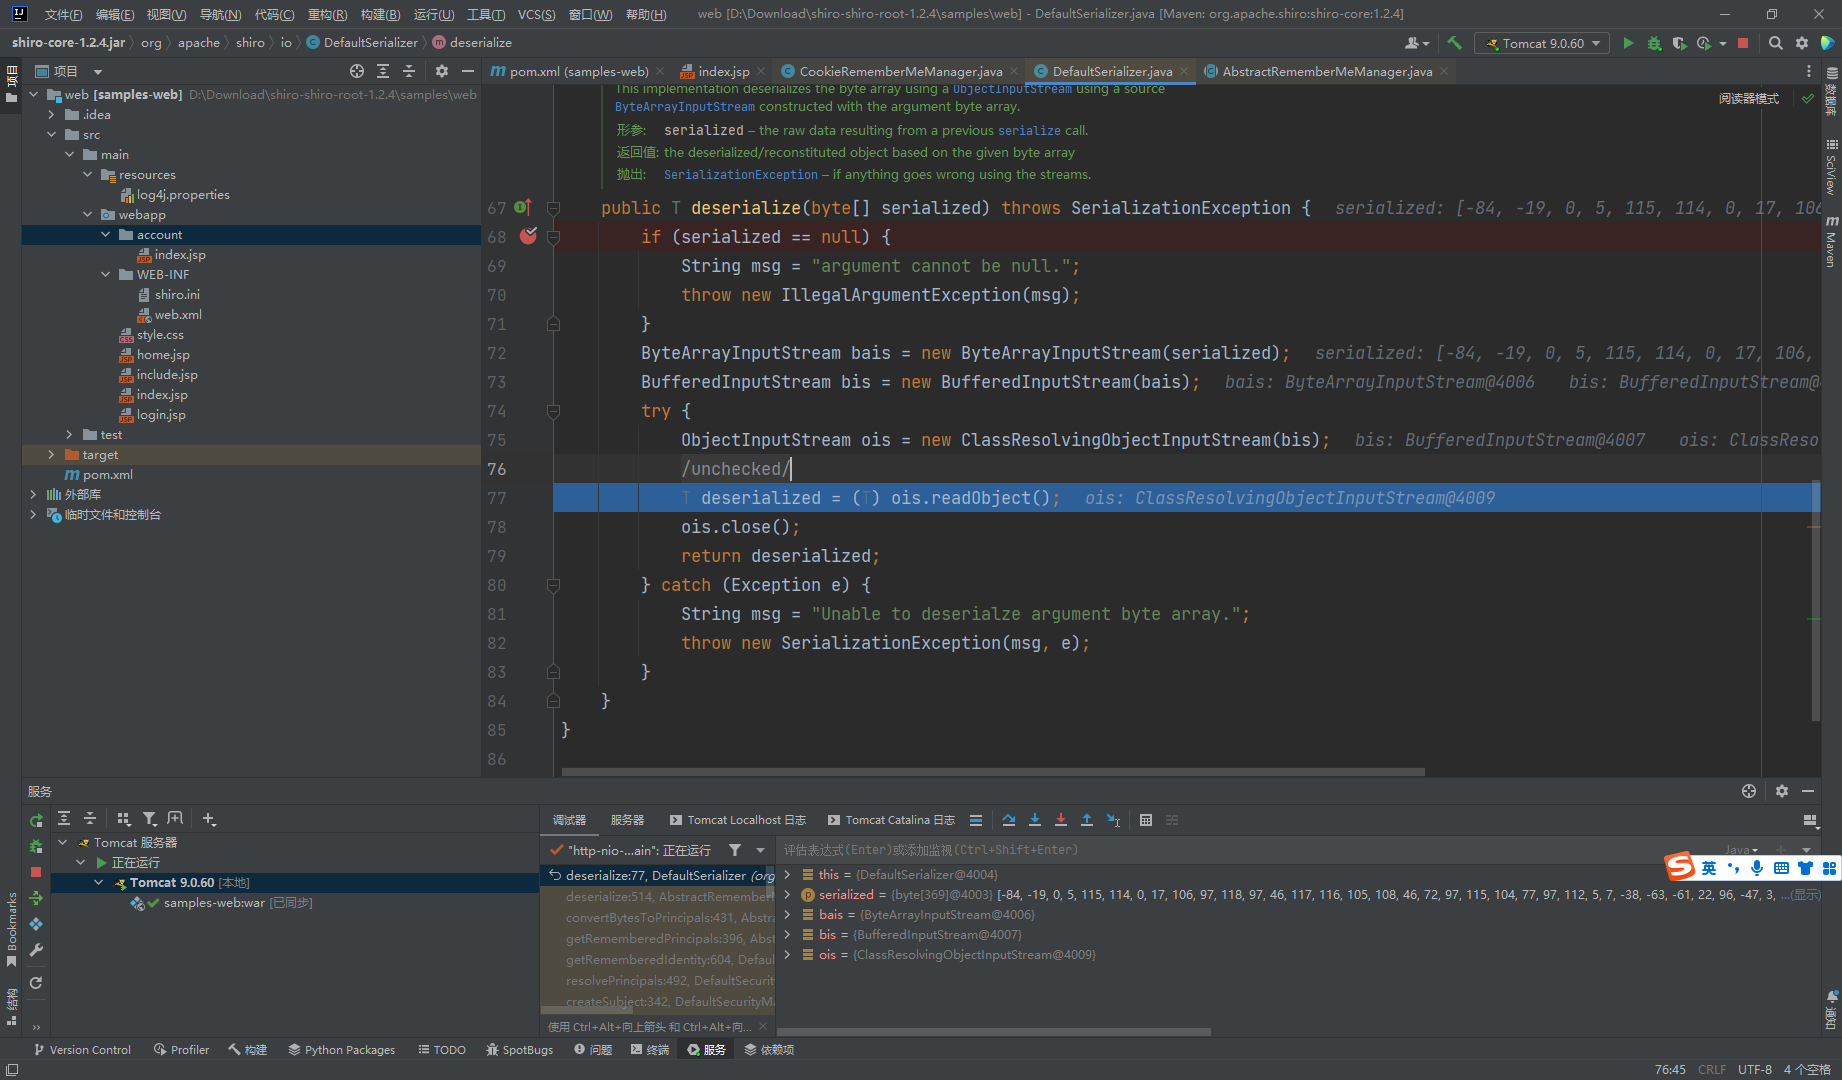 文件(F) 编辑(E) 视图(V) 导航(N) 代码(C) 重构(R) 构建(B) 运行(U) 工具(T) VCS(S) 窗口(W) 帮助(H) web [D:\Download\shiro-shiro-root-1.2.4\samples\web] - DefaultSerializer.java [Maven: org.apache.shiro:shiro-core:1.2.4]
shiro-core-1.2.4.jar org apache shiro io DefaultSerializer deserialize
Tomcat 9.0.60
项目
项目
pom.xml (samples-web) index.jsp CookieRememberMeManager.java DefaultSerializer.java AbstractRememberMeManager.java
web [samples-web] D:\Download\shiro-shiro-root-1.2.4\samples\web
.idea
src
main
resources
log4j.properties
webapp
account
index.jsp
WEB-INF
shiro.ini
web.xml
style.css
home.jsp
include.jsp
index.jsp
login.jsp
test
target
pom.xml
外部库
临时文件和控制台
This implementation deserializes the byte array using a ObjectInputStream using a source
ByteArrayInputStream constructed with the argument byte array.
形参: serialized – the raw data resulting from a previous serialize call.
返回值: the deserialized/reconstituted object based on the given byte array
抛出: SerializationException – if anything goes wrong using the streams.
阅读器模式
67 public T deserialize(byte[] serialized) throws SerializationException { serialized: [-84, -19, 0, 5, 115, 114, 0, 17, 106
68 if (serialized == null) {
69 String msg = "argument cannot be null.";
70 throw new IllegalArgumentException(msg);
71 }
72 ByteArrayInputStream bais = new ByteArrayInputStream(serialized); serialized: [-84, -19, 0, 5, 115, 114, 0, 17, 106,
73 BufferedInputStream bis = new BufferedInputStream(bais); bais: ByteArrayInputStream@4006 bis: BufferedInputStream@4
74 try {
75 ObjectInputStream ois = new ClassResolvingObjectInputStream(bis); bis: BufferedInputStream@4007 ois: ClassReso
76 /unchecked/
77 T deserialized = (T) ois.readObject(); ois: ClassResolvingObjectInputStream@4009
78 ois.close();
79 return deserialized;
80 } catch (Exception e) {
81 String msg = "Unable to deserialze argument byte array.";
82 throw new SerializationException(msg, e);
83 }
84 }
85 }
86
数据库
SciView
m Maven
通知
Bookmarks
结构
服务
Tomcat 服务器
正在运行
Tomcat 9.0.60 [本地]
samples-web:war [已同步]
调试器 服务器 Tomcat Localhost 日志 Tomcat Catalina 日志
"http-nio-...ain": 正在运行
deserialize:77, DefaultSerializer (org
deserialize:514, AbstractRememberM
convertBytesToPrincipals:431, Abstra
getRememberedPrincipals:396, Abst
getRememberedIdentity:604, Defaul
resolvePrincipals:492, DefaultSecurit
createSubject:342, DefaultSecurityMa
使用 Ctrl+Alt+向上箭头 和 Ctrl+Alt+向...
评估表达式(Enter)或添加监视(Ctrl+Shift+Enter) Java
this = {DefaultSerializer@4004}
serialized = {byte[369]@4003} [-84, -19, 0, 5, 115, 114, 0, 17, 106, 97, 118, 97, 46, 117, 116, 105, 108, 46, 72, 97, 115, 104, 77, 97, 112, 5, 7, -38, -63, -61, 22, 96, -47, 3, ...(显示)
bais = {ByteArrayInputStream@4006}
bis = {BufferedInputStream@4007}
ois = {ClassResolvingObjectInputStream@4009}
英
Version Control Profiler 构建 Python Packages TODO SpotBugs 问题 终端 服务 依赖项
76:45 CRLF UTF-8 4 个空格